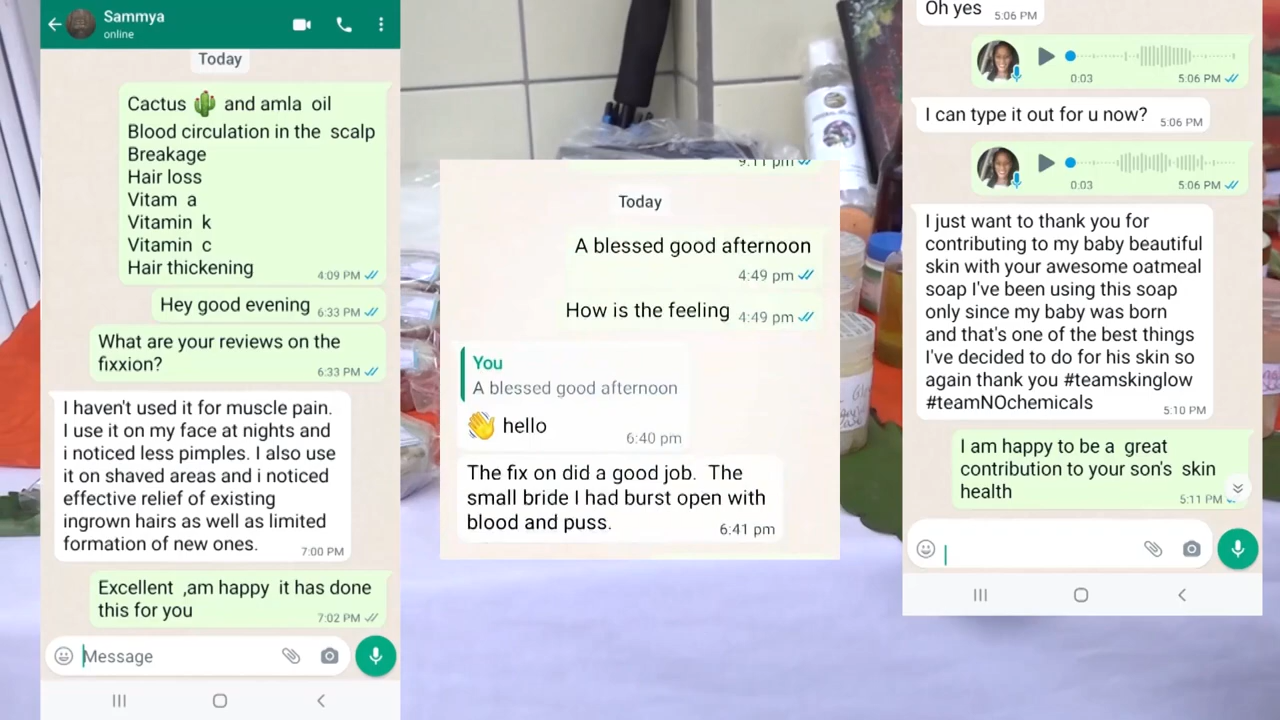 Sammya
online
Today
Cactus 🌵 and amla oil
Blood circulation in the scalp
Breakage
Hair loss
Vitam a
Vitamin k
Vitamin c
Hair thickening
4:09 PM
Hey good evening
6:33 PM
What are your reviews on the
fixxion?
6:33 PM
I haven't used it for muscle pain.
I use it on my face at nights and
i noticed less pimples. I also use
it on shaved areas and i noticed
effective relief of existing
ingrown hairs as well as limited
formation of new ones.
7:00 PM
Excellent ,am happy it has done
this for you
7:02 PM
Message
9:11 pm
Today
A blessed good afternoon
4:49 pm
How is the feeling
4:49 pm
You
A blessed good afternoon
👋 hello
6:40 pm
The fix on did a good job. The
small bride I had burst open with
blood and puss.
6:41 pm
Oh yes
5:06 PM
0:03
5:06 PM
I can type it out for u now?
5:06 PM
0:03
5:06 PM
I just want to thank you for
contributing to my baby beautiful
skin with your awesome oatmeal
soap I've been using this soap
only since my baby was born
and that's one of the best things
I've decided to do for his skin so
again thank you #teamskinglow
#teamNOchemicals
5:10 PM
I am happy to be a great
contribution to your son's skin
health
5:11 PM